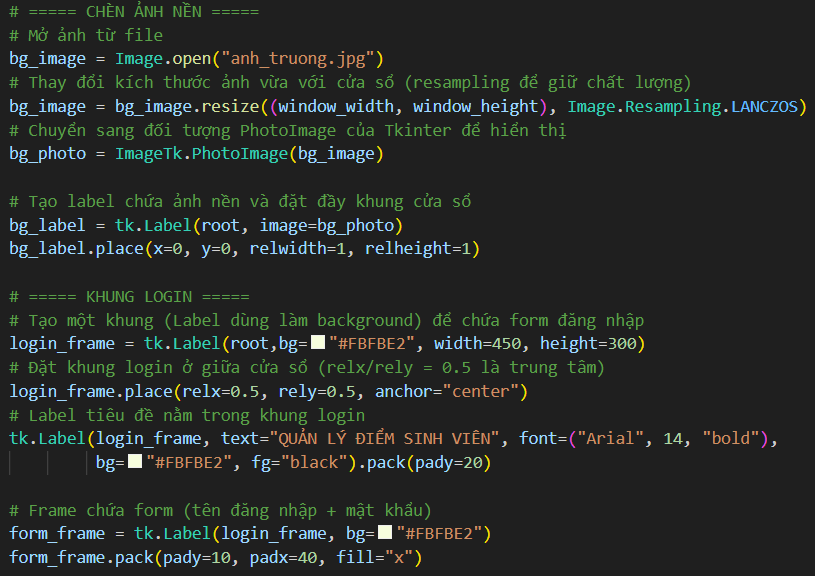 # ===== CHÈN ẢNH NỀN =====
# Mở ảnh từ file
bg_image = Image.open("anh_truong.jpg")
# Thay đổi kích thước ảnh vừa với cửa sổ (resampling để giữ chất lượng)
bg_image = bg_image.resize((window_width, window_height), Image.Resampling.LANCZOS)
# Chuyển sang đối tượng PhotoImage của Tkinter để hiển thị
bg_photo = ImageTk.PhotoImage(bg_image)

# Tạo label chứa ảnh nền và đặt đầy khung cửa sổ
bg_label = tk.Label(root, image=bg_photo)
bg_label.place(x=0, y=0, relwidth=1, relheight=1)

# ===== KHUNG LOGIN =====
# Tạo một khung (Label dùng làm background) để chứa form đăng nhập
login_frame = tk.Label(root,bg="#FBFBE2", width=450, height=300)
# Đặt khung login ở giữa cửa sổ (relx/rely = 0.5 là trung tâm)
login_frame.place(relx=0.5, rely=0.5, anchor="center")
# Label tiêu đề nằm trong khung login
tk.Label(login_frame, text="QUẢN LÝ ĐIỂM SINH VIÊN", font=("Arial", 14, "bold"),
         bg="#FBFBE2", fg="black").pack(pady=20)

# Frame chứa form (tên đăng nhập + mật khẩu)
form_frame = tk.Label(login_frame, bg="#FBFBE2")
form_frame.pack(pady=10, padx=40, fill="x")